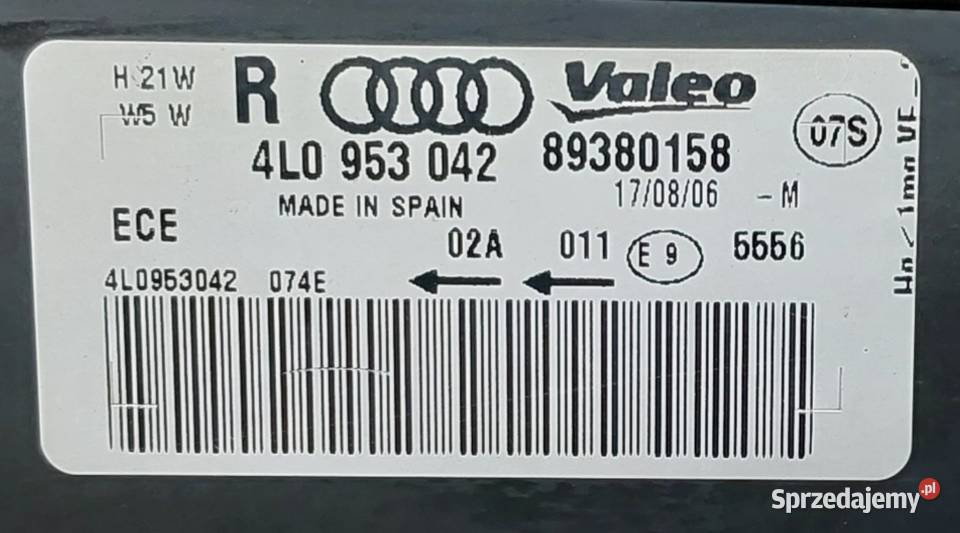 H 21W R Valeo
W5 W 07S
4L0 953 042 89380158
MADE IN SPAIN 17/08/06 - M
ECE 02A 011 E 9 5556
4L0953042 074E
Sprzedajemy.pl